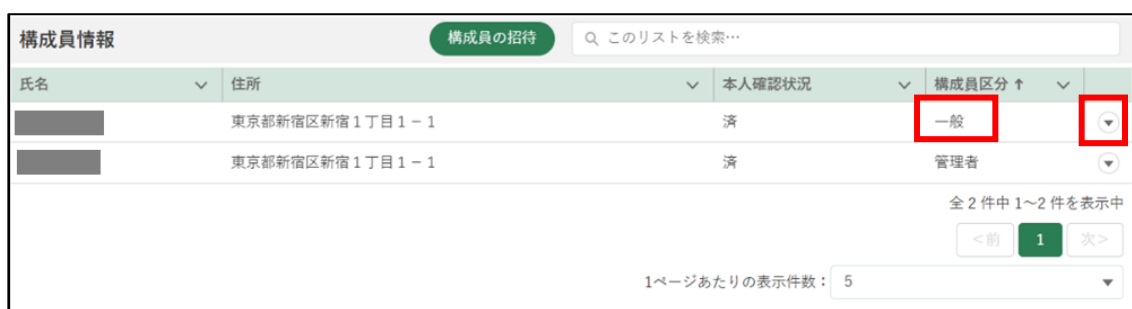 構成員情報 構成員の招待 このリストを検索…
氏名 住所 本人確認状況 構成員区分 ↑
東京都新宿区新宿１丁目１－１ 済 一般
東京都新宿区新宿１丁目１－１ 済 管理者
全 2 件中 1～2 件を表示中
<前 1 次>
1ページあたりの表示件数： 5